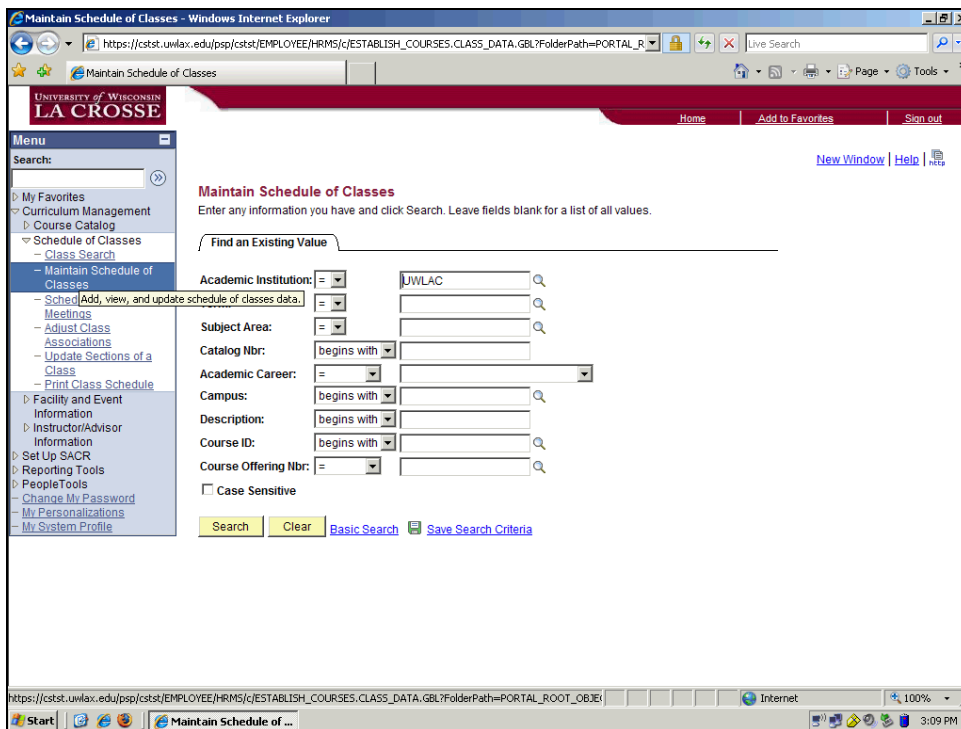 Maintain Schedule of Classes - Windows Internet Explorer
https://cstst.uwlax.edu/psp/cstst/EMPLOYEE/HRMS/c/ESTABLISH_COURSES.CLASS_DATA.GBL?FolderPath=PORTAL_R
Live Search
Maintain Schedule of Classes
Page
Tools
UNIVERSITY of WISCONSIN
LA CROSSE
Home
Add to Favorites
Sign out
Menu
Search:
My Favorites
Curriculum Management
Course Catalog
Schedule of Classes
Class Search
Maintain Schedule of
Classes
Sched
Meetings
Adjust Class
Associations
Update Sections of a
Class
Print Class Schedule
Facility and Event
Information
Instructor/Advisor
Information
Set Up SACR
Reporting Tools
PeopleTools
Change My Password
My Personalizations
My System Profile
Add, view, and update schedule of classes data.
New Window | Help |
http
Maintain Schedule of Classes
Enter any information you have and click Search. Leave fields blank for a list of all values.
Find an Existing Value
Academic Institution: = UWLAC
=
Subject Area: =
Catalog Nbr: begins with
Academic Career: =
Campus: begins with
Description: begins with
Course ID: begins with
Course Offering Nbr: =
Case Sensitive
Search Clear Basic Search Save Search Criteria
https://cstst.uwlax.edu/psp/cstst/EMPLOYEE/HRMS/c/ESTABLISH_COURSES.CLASS_DATA.GBL?FolderPath=PORTAL_ROOT_OBJE
Internet
100%
Start
Maintain Schedule of ...
3:09 PM